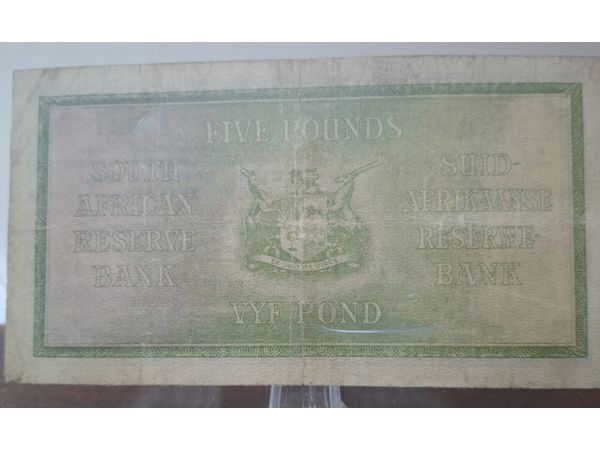 FIVE POUNDS
SOUTH
AFRICAN
RESERVE
BANK
SUID-
AFRIKAANSE
RESERWE-
BANK
VYF POND